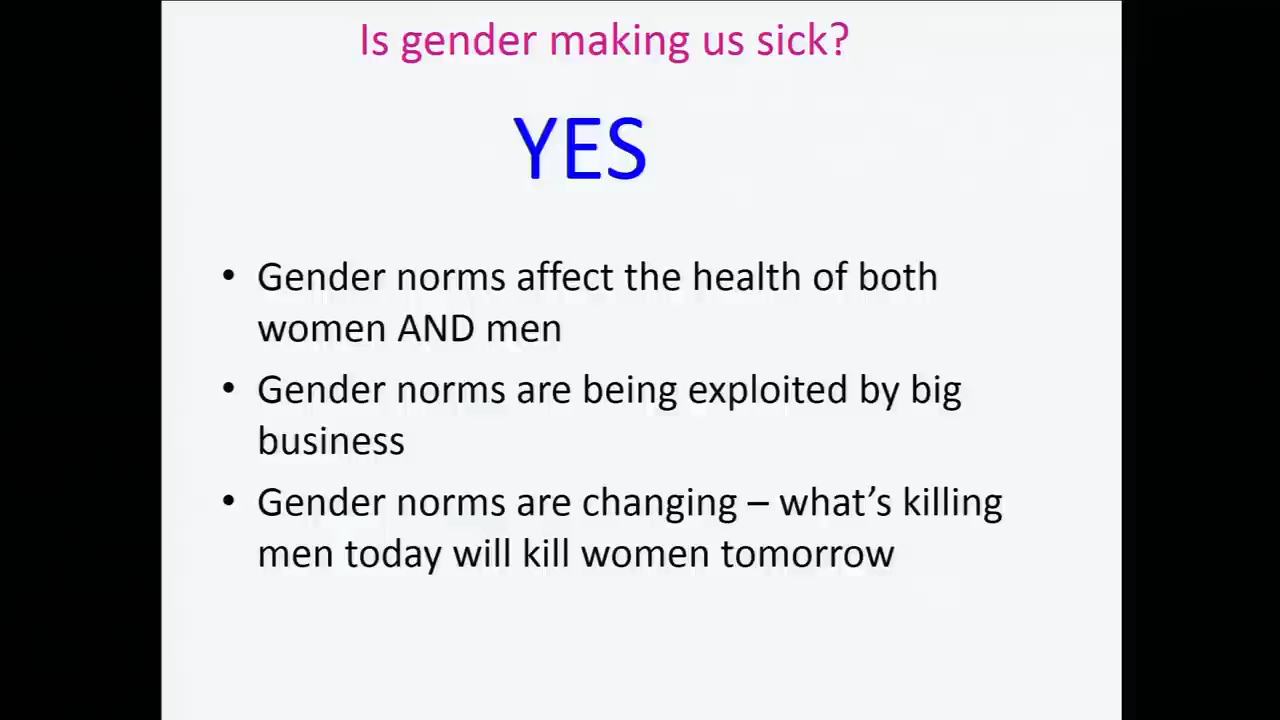 Is gender making us sick?
YES
• Gender norms affect the health of both
women AND men
• Gender norms are being exploited by big
business
• Gender norms are changing – what’s killing
men today will kill women tomorrow